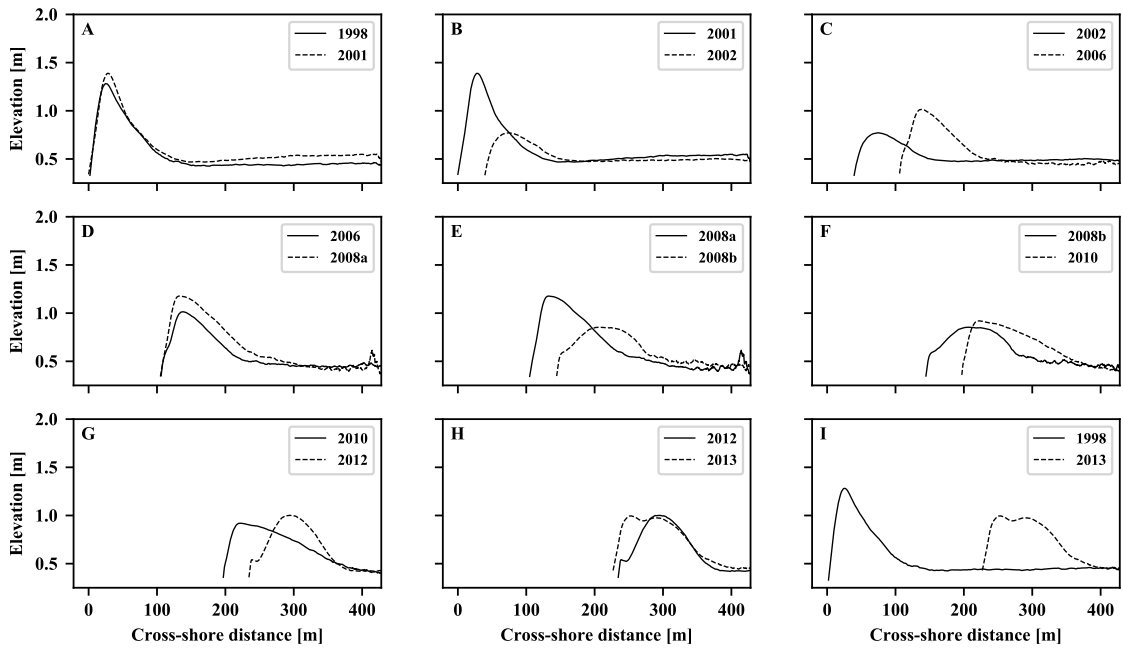 A
1998
2001
B
2001
2002
C
2002
2006
Elevation [m]
2.0
1.5
1.0
0.5
D
2006
2008a
E
2008a
2008b
F
2008b
2010
Elevation [m]
2.0
1.5
1.0
0.5
G
2010
2012
H
2012
2013
I
1998
2013
Elevation [m]
2.0
1.5
1.0
0.5
0 100 200 300 400
0 100 200 300 400
0 100 200 300 400
Cross-shore distance [m]
Cross-shore distance [m]
Cross-shore distance [m]